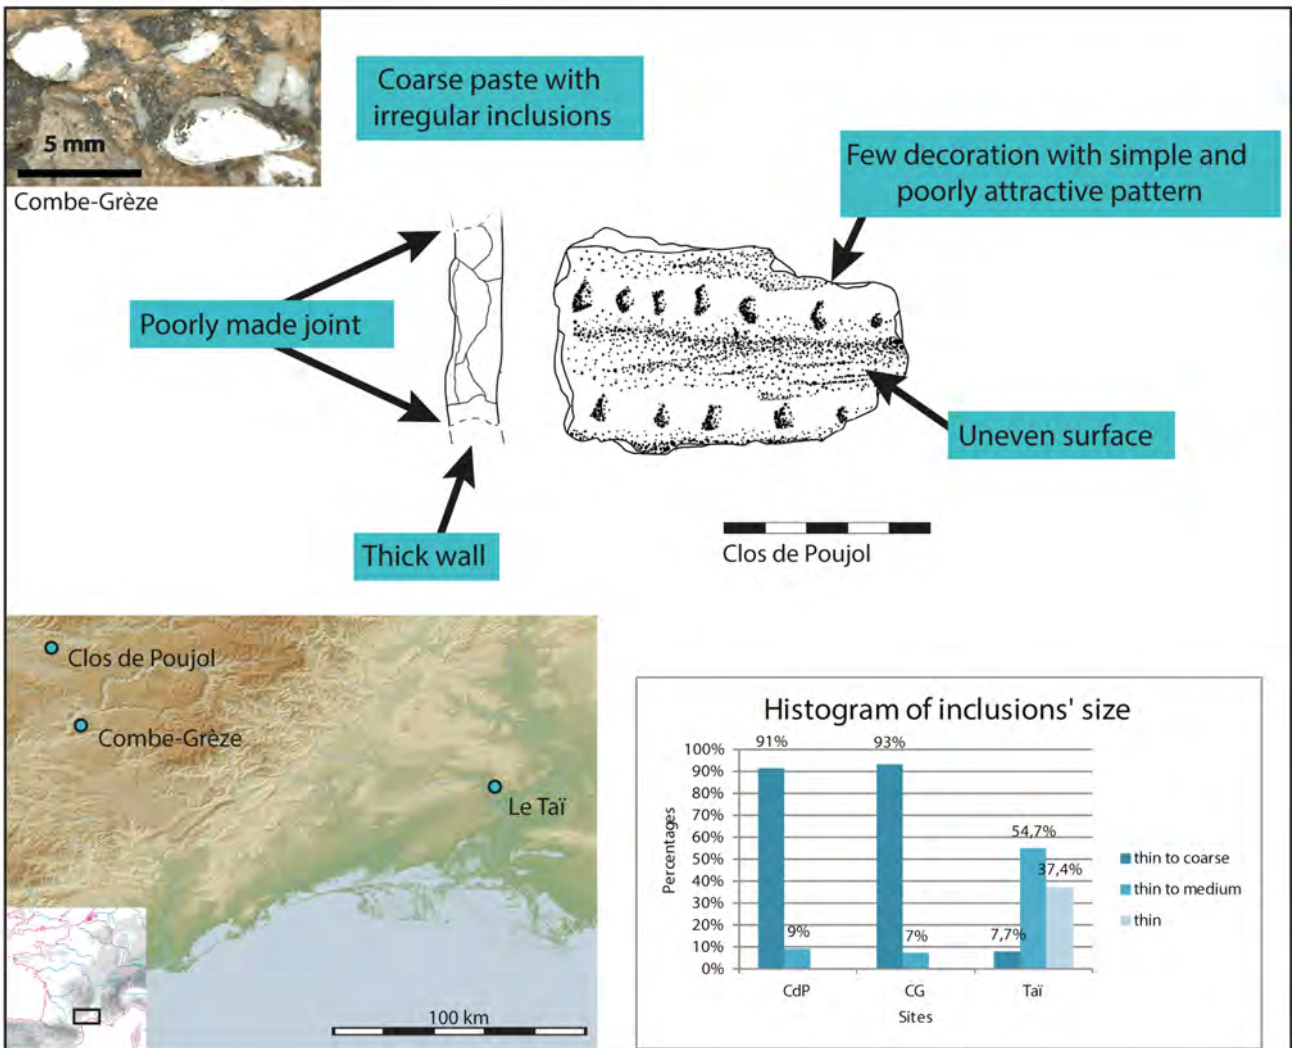 5 mm
Combe-Grèze
Coarse paste with
irregular inclusions
Few decoration with simple and
poorly attractive pattern
Poorly made joint
Uneven surface
Thick wall
Clos de Poujol
Clos de Poujol
Combe-Grèze
Le Taï
100 km
Histogram of inclusions' size
Percentages
100%
90%
80%
70%
60%
50%
40%
30%
20%
10%
0%
91%
9%
93%
7%
7,7%
54,7%
37,4%
CdP
CG
Taï
Sites
thin to coarse
thin to medium
thin